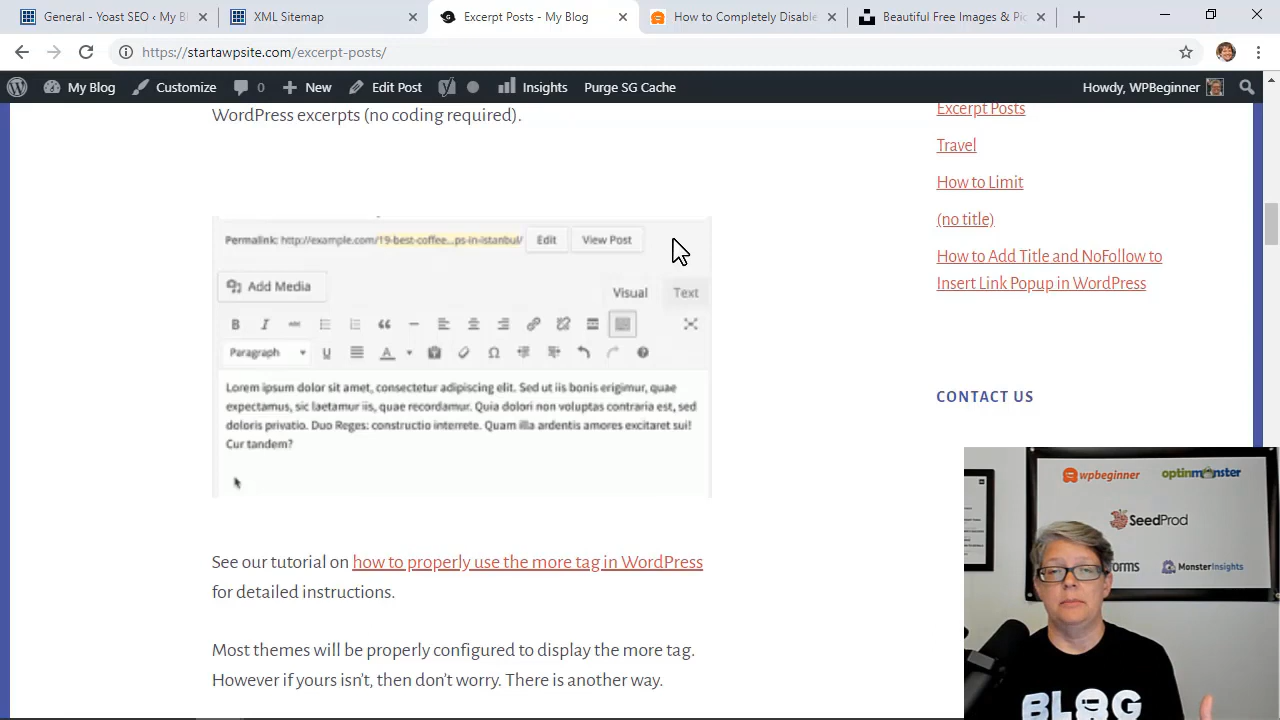 General - Yoast SEO ‹ My Bl
XML Sitemap
Excerpt Posts - My Blog
How to Completely Disable
Beautiful Free Images & Pic
https://startawpsite.com/excerpt-posts/
My Blog
Customize
0
New
Edit Post
Insights
Purge SG Cache
Howdy, WPBeginner
WordPress excerpts (no coding required).
Permalink: http://example.com/19-best-coffee...ps-in-istanbul/ Edit View Post
Add Media
Visual Text
Paragraph
Lorem ipsum dolor sit amet, consectetur adipiscing elit. Sed ut iis bonis erigimur, quae
expectamus, sic laetamur iis, quae recordamur. Quia dolori non voluptas contraria est, sed
doloris privatio. Duo Reges: constructio interrete. Quam illa ardentis amores excitaret sui!
Cur tandem?
See our tutorial on how to properly use the more tag in WordPress
for detailed instructions.
Most themes will be properly configured to display the more tag.
However if yours isn't, then don't worry. There is another way.
Excerpt Posts
Travel
How to Limit
(no title)
How to Add Title and NoFollow to
Insert Link Popup in WordPress
CONTACT US
wpbeginner
optinmonster
SeedProd
orms
MonsterInsights
BLOG